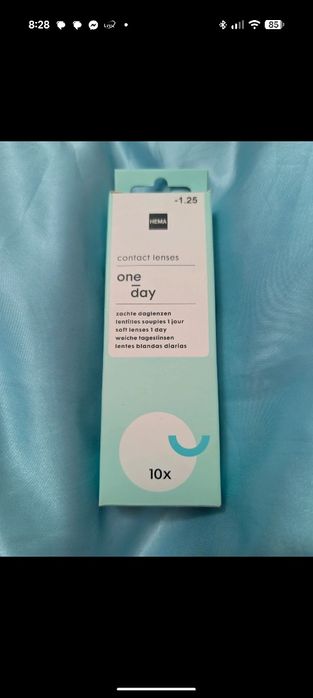 8:28
85
-1.25
HEMA
contact lenses
one
day
zachte daglenzen
lentilles souples 1 jour
soft lenses 1 day
weiche tageslinsen
lentes blandas diarias
10x